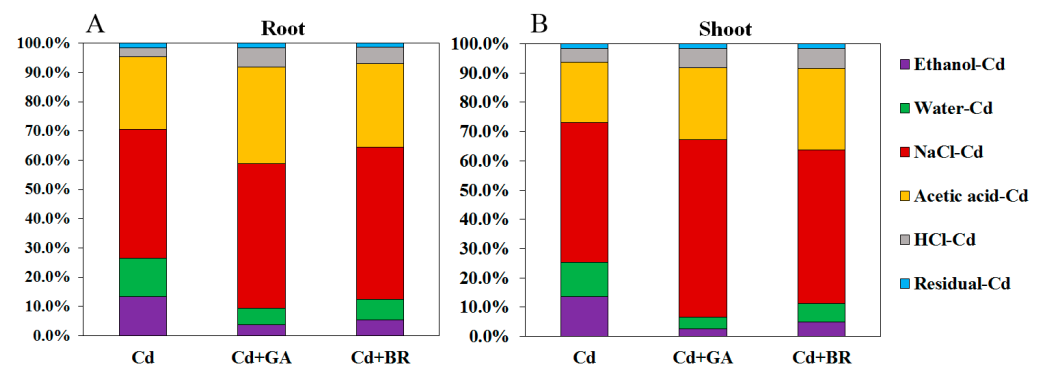 A
Root
100.0%
90.0%
80.0%
70.0%
60.0%
50.0%
40.0%
30.0%
20.0%
10.0%
0.0%
Cd
Cd+GA
Cd+BR
B
Shoot
100.0%
90.0%
80.0%
70.0%
60.0%
50.0%
40.0%
30.0%
20.0%
10.0%
0.0%
Cd
Cd+GA
Cd+BR
Ethanol-Cd
Water-Cd
NaCl-Cd
Acetic acid-Cd
HCl-Cd
Residual-Cd